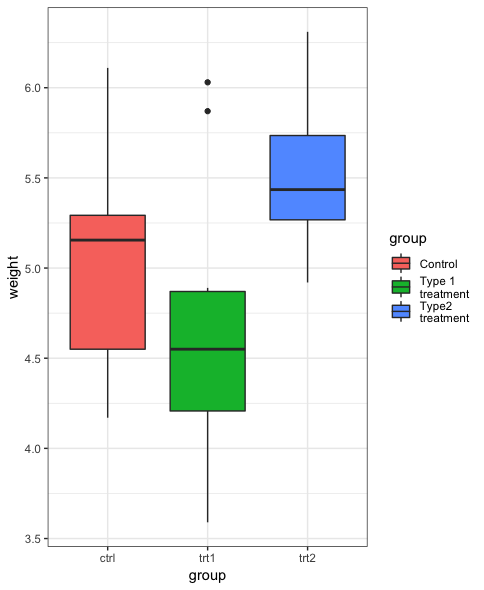 6.0
5.5
5.0
4.5
4.0
3.5
weight
ctrl
trt1
trt2
group
group
Control
Type 1
treatment
Type2
treatment